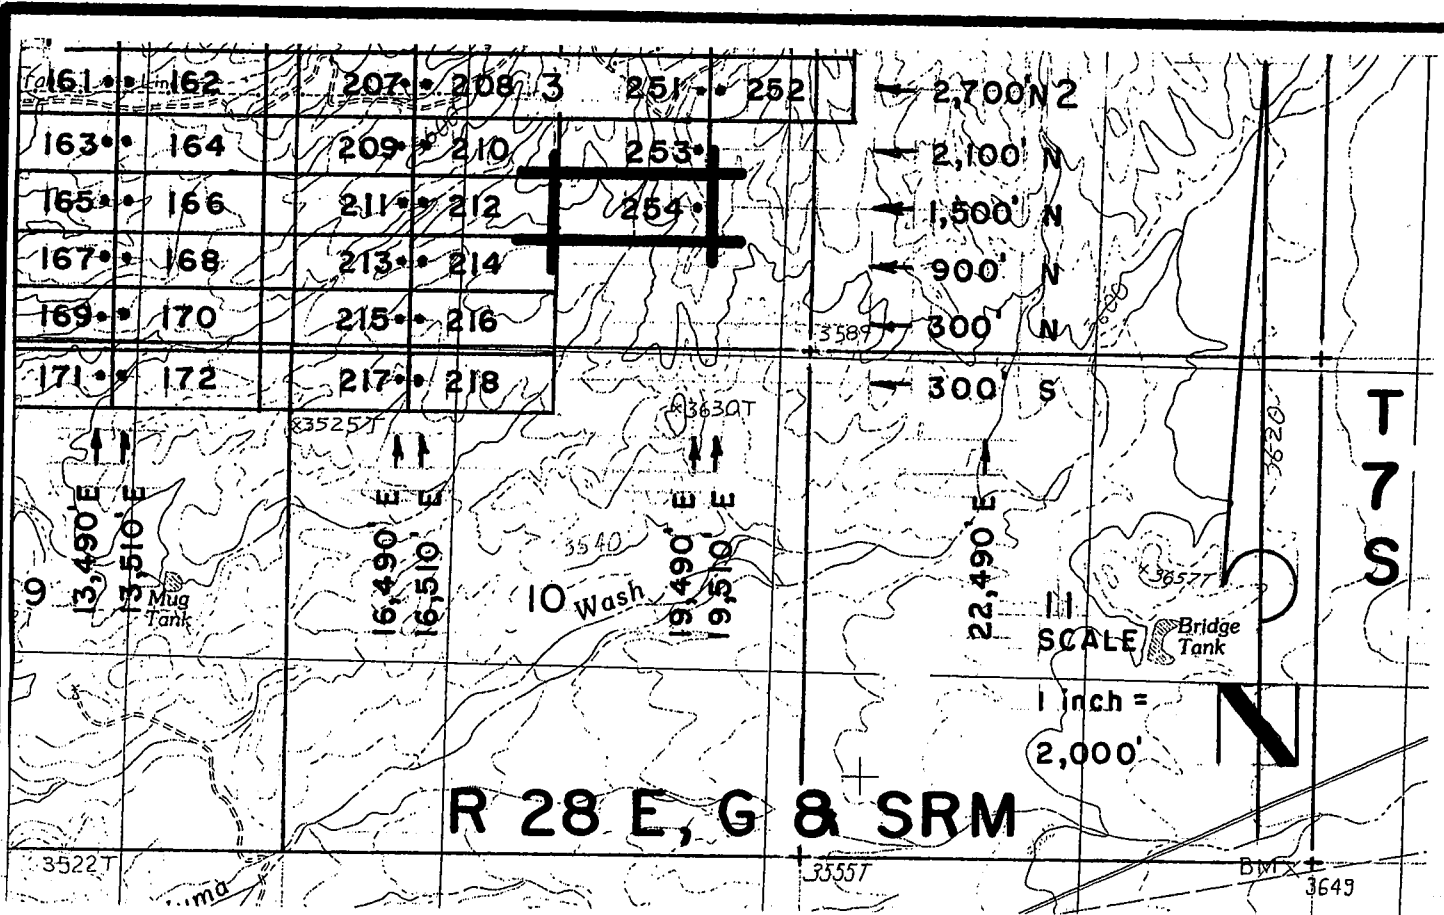 161 162 207 208 3 251 252 2,700' N 2
163 164 209 210 253 2,100' N
165 166 211 212 254 1,500' N
167 168 213 214 900' N
169 170 215 216 3589 300' N
171 172 217 218 300' S
3600
3600
3525T
3630T
3620
T
7
S
13,490' E
13,510' E
16,490' E
16,510' E
19,490' E
19,510' E
22,490' E
3540
9
Mug
Tank
10
Wash
3657T
11
SCALE
Bridge
Tank
1 inch =
2,000'
N
R 28 E, G & SRM
3522T
3555T
BM
3649